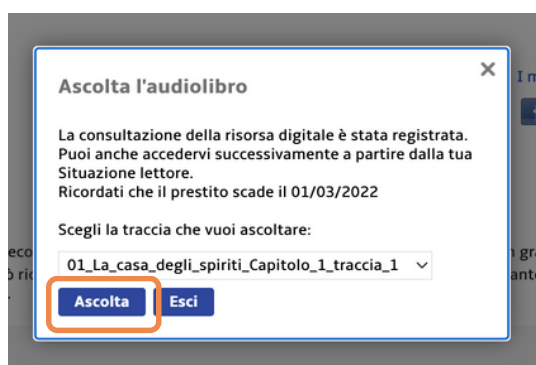 Ascolta l'audiolibro
×
I
La consultazione della risorsa digitale è stata registrata.
Puoi anche accedervi successivamente a partire dalla tua
Situazione lettore.
Ricordati che il prestito scade il 01/03/2022
Scegli la traccia che vuoi ascoltare:
01_La_casa_degli_spiriti_Capitolo_1_traccia_1
Ascolta Esci